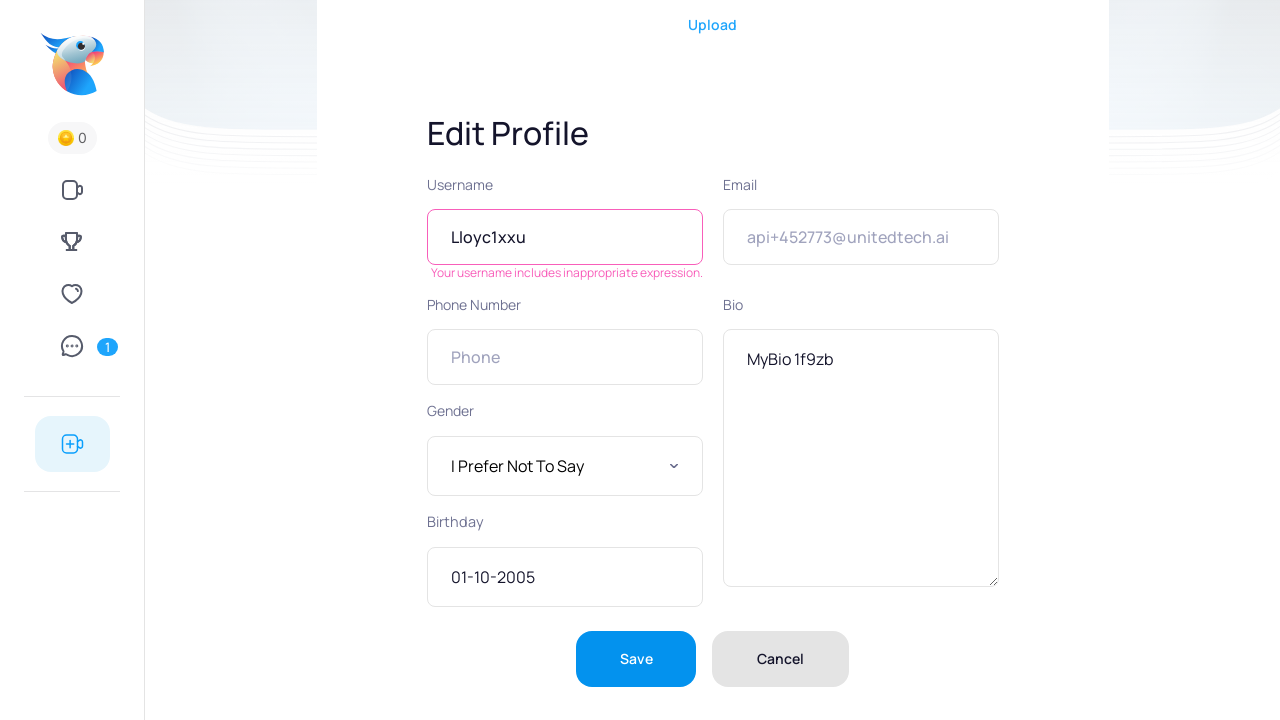 Upload
0
1
Edit Profile
Username
Email
Lloyc1xxu
api+452773@unitedtech.ai
Your username includes inappropriate expression.
Phone Number
Bio
Phone
MyBio 1f9zb
Gender
I Prefer Not To Say
Birthday
01-10-2005
Save
Cancel